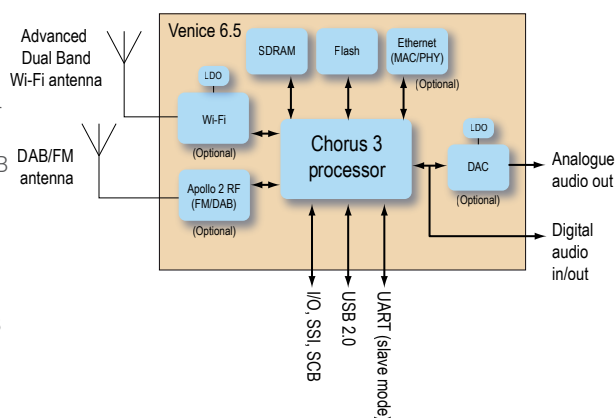 Advanced
Dual Band
Wi-Fi antenna
DAB/FM
antenna
Venice 6.5
SDRAM
Flash
Ethernet
(MAC/PHY)
(Optional)
LDO
Wi-Fi
(Optional)
Chorus 3
processor
LDO
DAC
(Optional)
Apollo 2 RF
(FM/DAB)
(Optional)
Analogue
audio out
Digital
audio
in/out
I/O, SSI, SCB
USB 2.0
UART (slave mode)
B